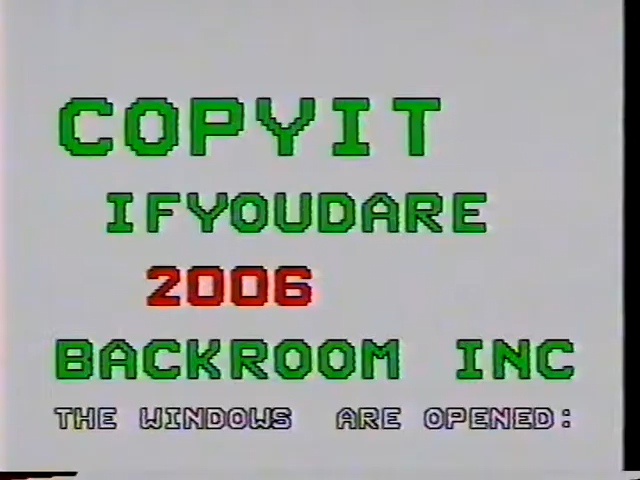 COPYIT
IFYOUDARE
2006
BACKROOM INC
THE WINDOWS ARE OPENED: